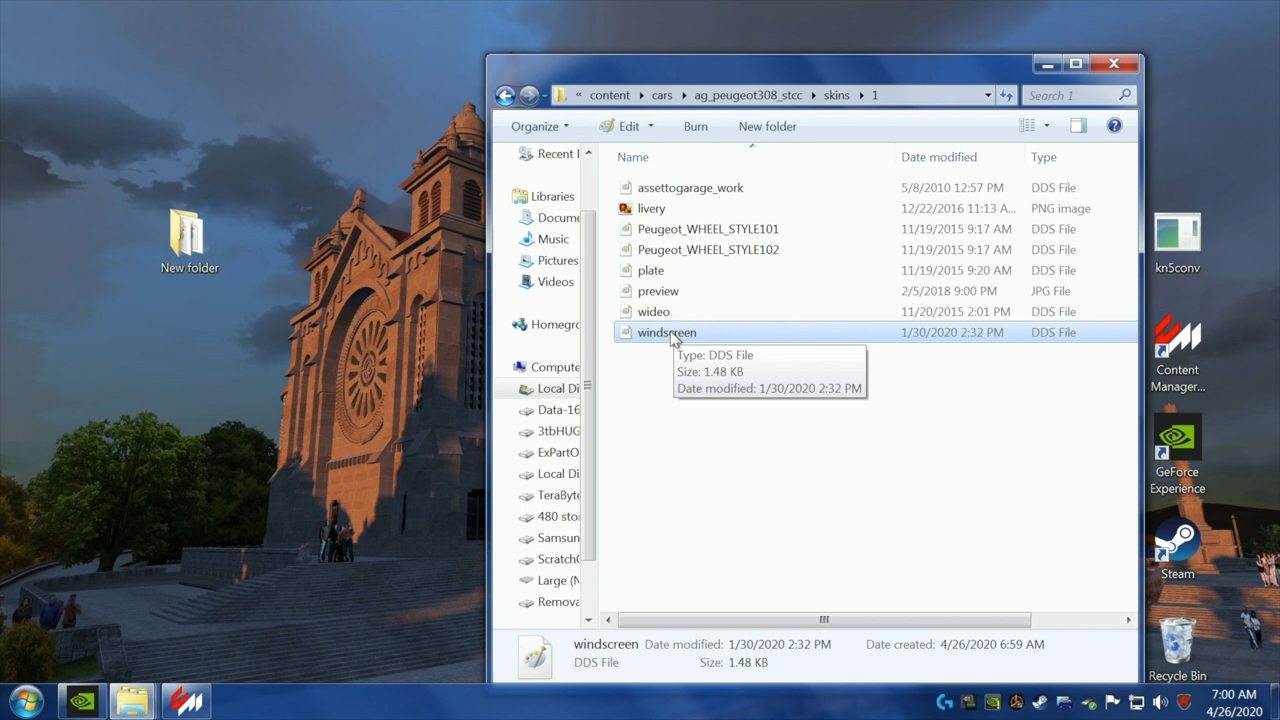 New folder
« content cars ag_peugeot308_stcc skins 1
Search 1
Organize Edit Burn New folder
Name Date modified Type
assettogarage_work 5/8/2010 12:57 PM DDS File
livery 12/22/2016 11:13 A... PNG image
Peugeot_WHEEL_STYLE101 11/19/2015 9:17 AM DDS File
Peugeot_WHEEL_STYLE102 11/19/2015 9:17 AM DDS File
plate 11/19/2015 9:20 AM DDS File
preview 2/5/2018 9:00 PM JPG File
wideo 11/20/2015 2:01 PM DDS File
windscreen 1/30/2020 2:32 PM DDS File
Type: DDS File
Size: 1.48 KB
Date modified: 1/30/2020 2:32 PM
Recent
Libraries
Docume
Music
Pictures
Videos
Homegro
Compute
Local Di
Data-16
3tbHUG
ExPartO
Local Di
TeraByte
480 sto
Samsun
Scratch
Large (N
Remova
windscreen Date modified: 1/30/2020 2:32 PM Date created: 4/26/2020 6:59 AM
DDS File Size: 1.48 KB
kn5conv
Content
Manager...
GeForce
Experience
Steam
Recycle Bin
7:00 AM
4/26/2020